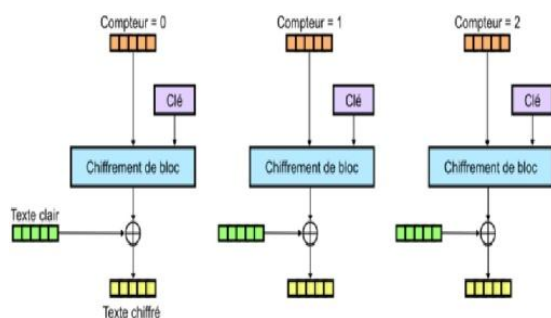 Compteur = 0 Compteur = 1 Compteur = 2
Clé Clé Clé
Chiffrement de bloc Chiffrement de bloc Chiffrement de bloc
Texte clair
Texte chiffré